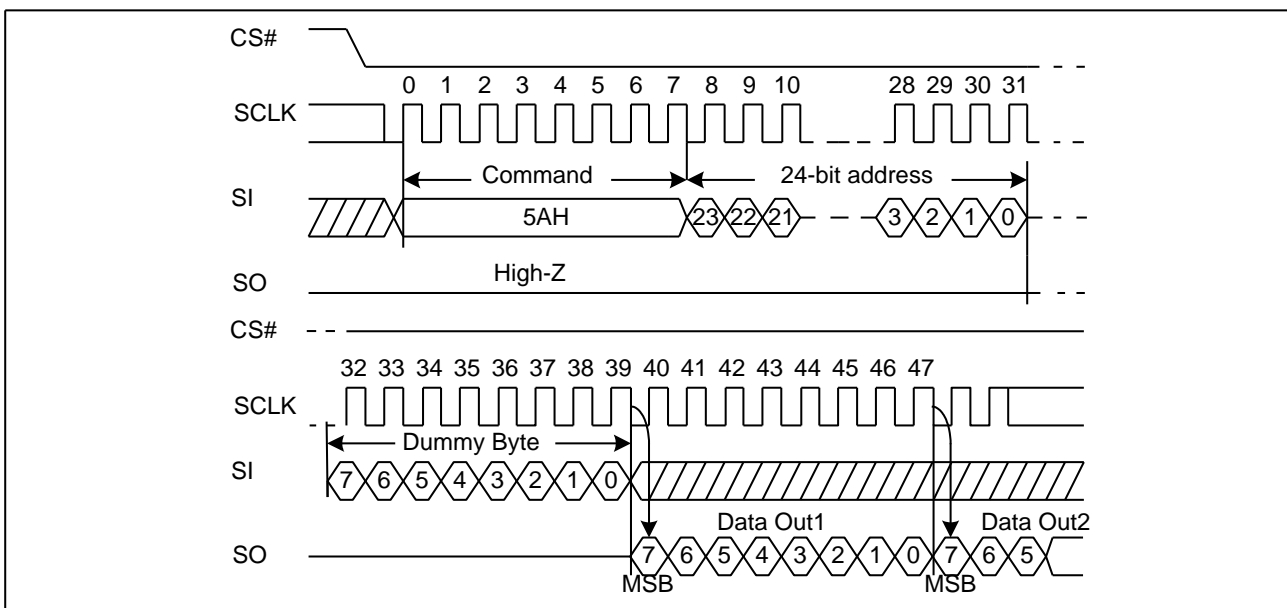 CS#
0 1 2 3 4 5 6 7 8 9 10 28 29 30 31
SCLK
Command 24-bit address
SI
5AH 23 22 21 3 2 1 0
High-Z
SO
CS#
32 33 34 35 36 37 38 39 40 41 42 43 44 45 46 47
SCLK
Dummy Byte
SI
7 6 5 4 3 2 1 0
Data Out1 Data Out2
SO
7 6 5 4 3 2 1 0 7 6 5
MSB MSB